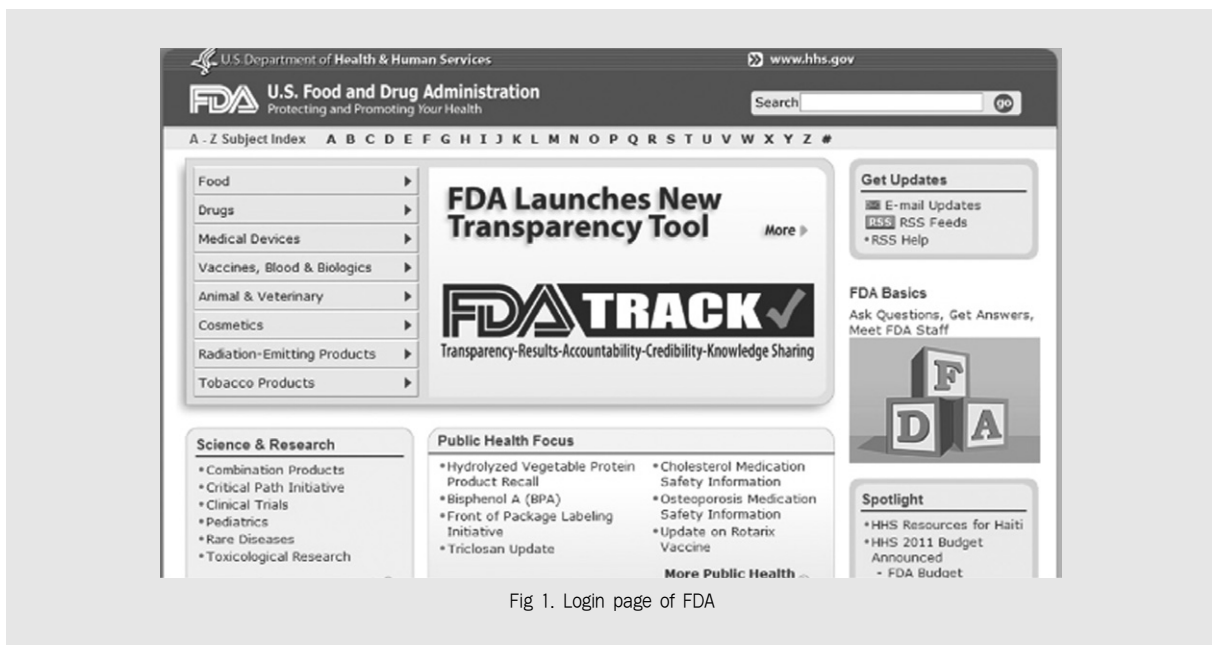 U.S. Department of Health & Human Services
www.hhs.gov
FDA
U.S. Food and Drug Administration
Protecting and Promoting Your Health
Search
go
A - Z Subject Index A B C D E F G H I J K L M N O P Q R S T U V W X Y Z #
Food
Drugs
Medical Devices
Vaccines, Blood & Biologics
Animal & Veterinary
Cosmetics
Radiation-Emitting Products
Tobacco Products
FDA Launches New
Transparency Tool
More
FDA TRACK
Transparency-Results-Accountability-Credibility-Knowledge Sharing
Get Updates
E-mail Updates
RSS RSS Feeds
•RSS Help
FDA Basics
Ask Questions, Get Answers,
Meet FDA Staff
F
D A
Science & Research
•Combination Products
•Critical Path Initiative
•Clinical Trials
•Pediatrics
•Rare Diseases
•Toxicological Research
Public Health Focus
•Hydrolyzed Vegetable Protein
Product Recall
•Bisphenol A (BPA)
•Front of Package Labeling
Initiative
•Triclosan Update
•Cholesterol Medication
Safety Information
•Osteoporosis Medication
Safety Information
•Update on Rotarix
Vaccine
More Public Health
Spotlight
•HHS Resources for Haiti
•HHS 2011 Budget
Announced
- FDA Budget
Fig 1. Login page of FDA